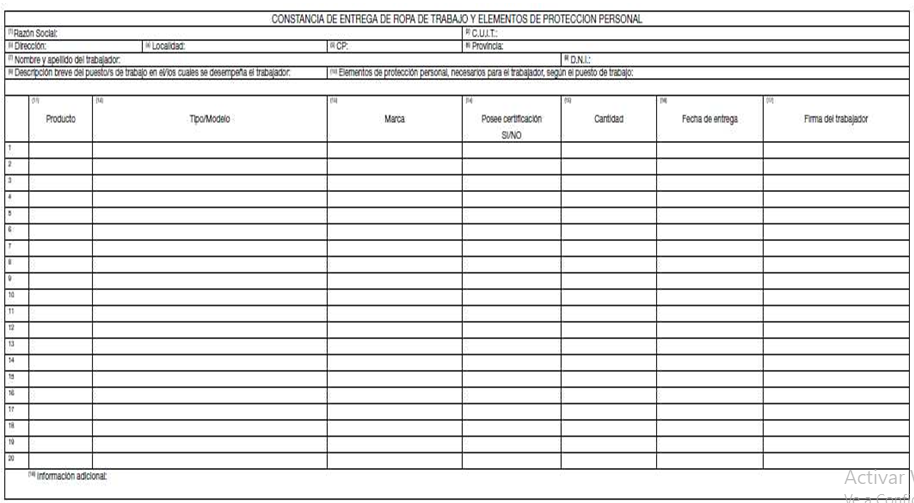 CONSTANCIA DE ENTREGA DE ROPA DE TRABAJO Y ELEMENTOS DE PROTECCION PERSONAL
(1) Razón Social: (2) C.U.I.T.:
(3) Dirección: (4) Localidad: (5) CP: (6) Provincia:
(7) Nombre y apellido del trabajador: (8) D.N.I.:
(9) Descripción breve del puesto/s de trabajo en el/los cuales se desempeña el trabajador: (10) Elementos de protección personal, necesarios para el trabajador, según el puesto de trabajo:
(11) (12) (13) (14) (15) (16) (17)
Producto Tipo/Modelo Marca Posee certificación Cantidad Fecha de entrega Firma del trabajador
SI/NO
1
2
3
4
5
6
7
8
9
10
11
12
13
14
15
16
17
18
19
20
(18) Información adicional:
Activar